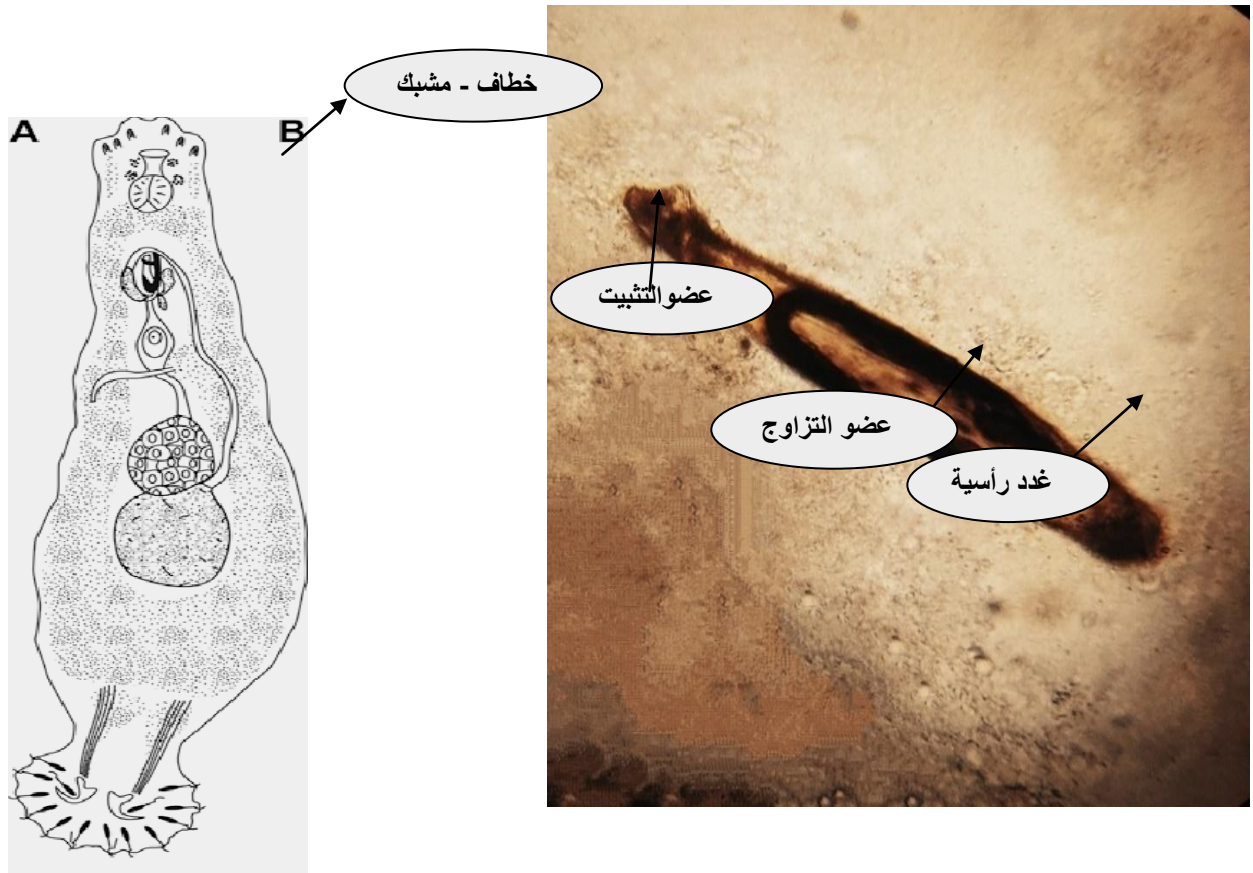 خطاف - مشبك
A
B
عضوالتثبيت
عضو التزاوج
غدد رأسية